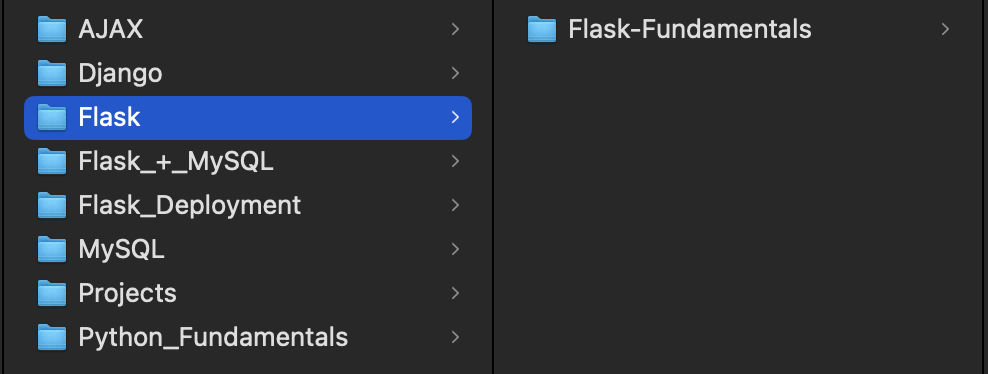 AJAX
Django
Flask
Flask_+_MySQL
Flask_Deployment
MySQL
Projects
Python_Fundamentals
Flask-Fundamentals